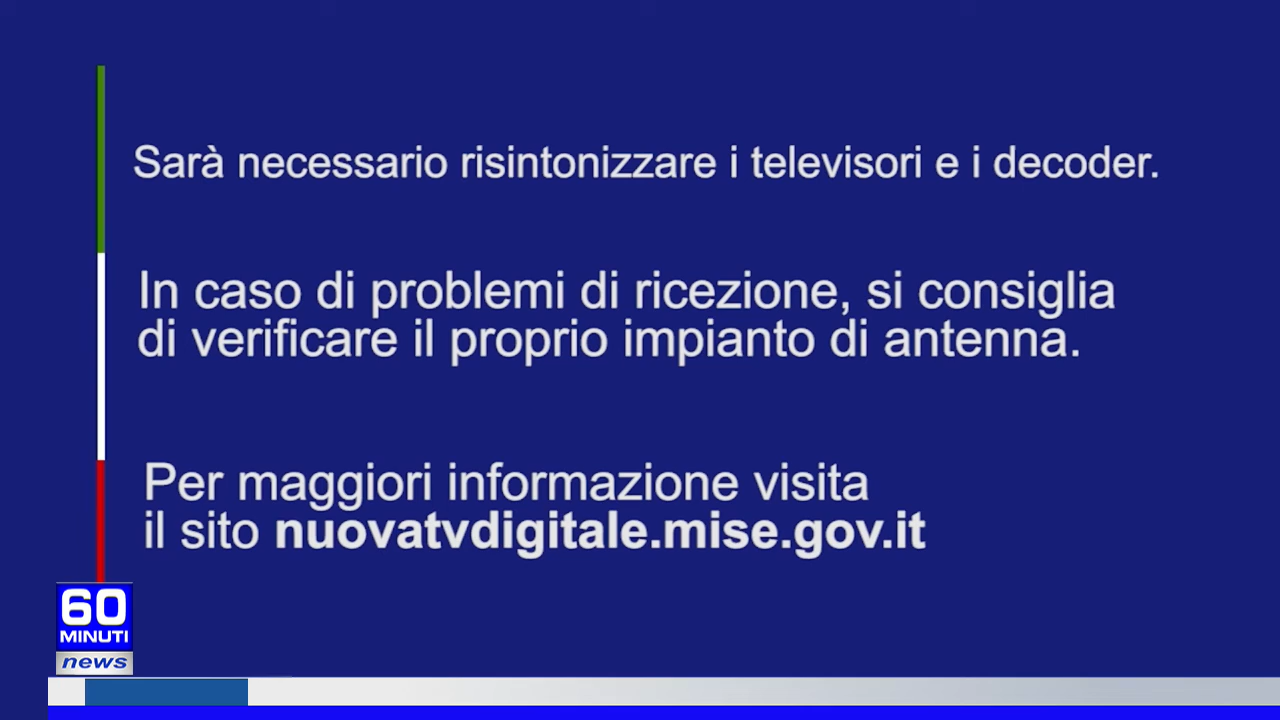 Sarà necessario risintonizzare i televisori e i decoder.
In caso di problemi di ricezione, si consiglia
di verificare il proprio impianto di antenna.
Per maggiori informazione visita
il sito nuovatvdigitale.mise.gov.it
60
MINUTI
news